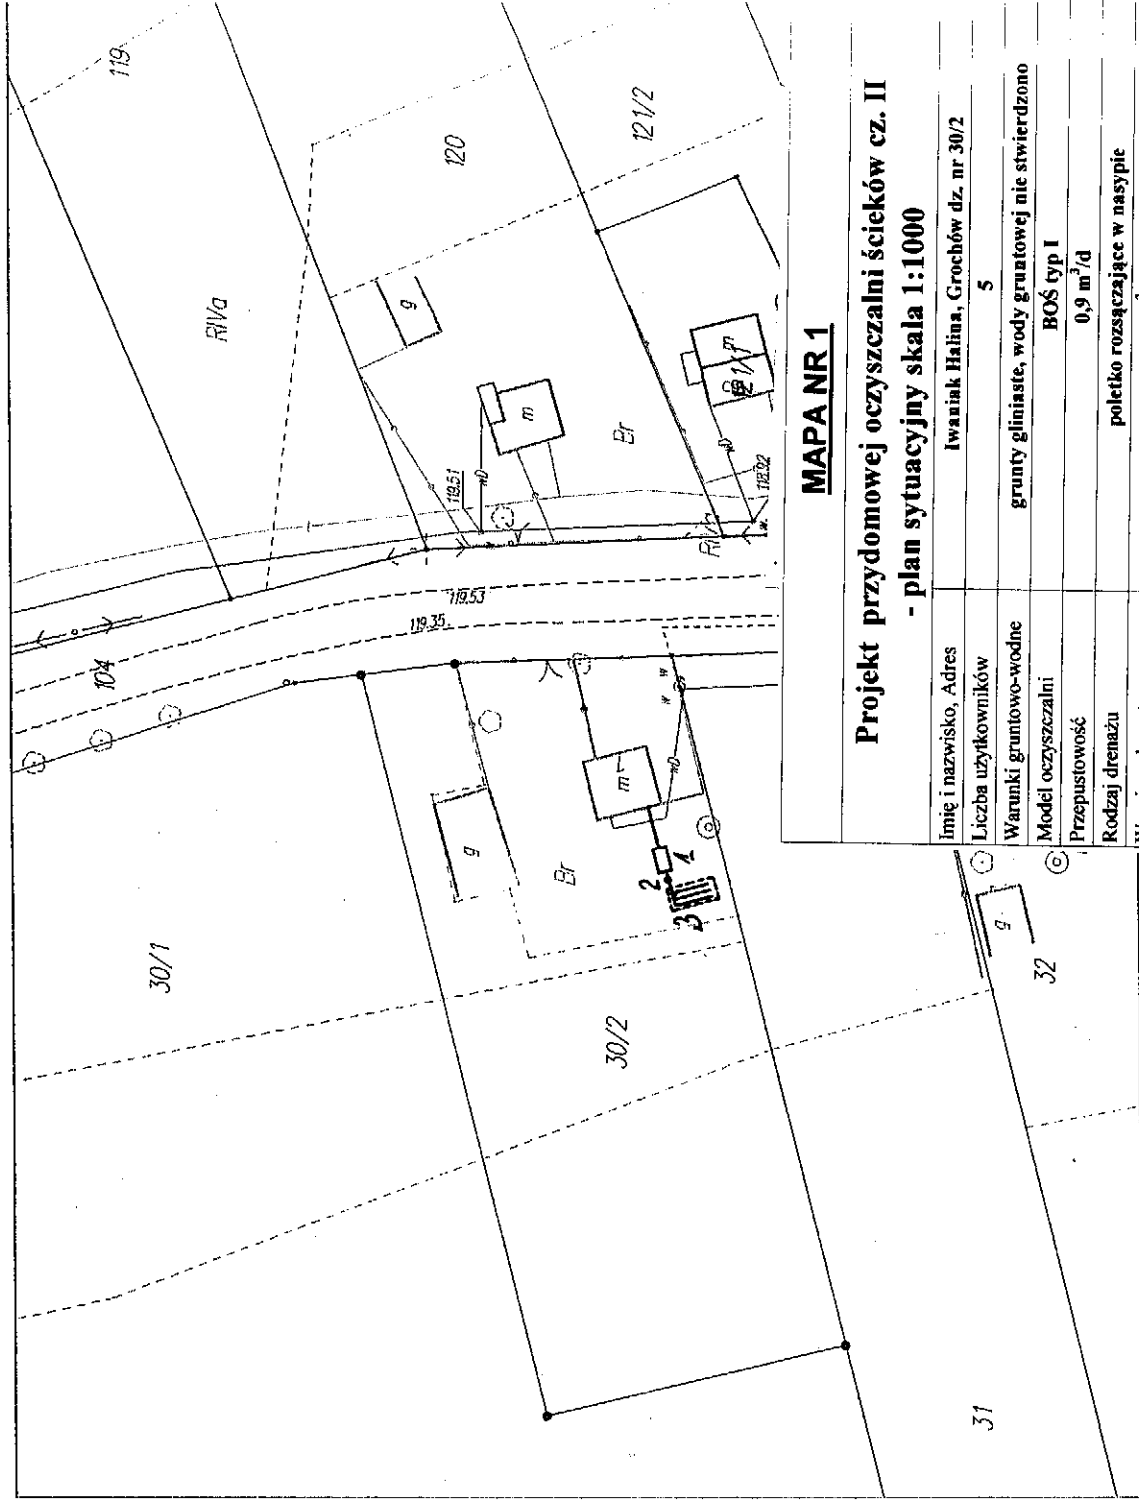 119
RIVa
120
121/2
g
m
Br
119.51
wD
118.92
RIVa
104
119.53
119.35
30/1
g
m
Br
wD
w
w
1
2
3
30/2
g
32
31
MAPA NR 1
Projekt przydomowej oczyszczalni ścieków cz. II
- plan sytuacyjny skala 1:1000
Imię i nazwisko, Adres Iwaniak Halina, Grochów dz. nr 30/2
Liczba użytkowników 5
Warunki gruntowo-wodne grunty gliniaste, wody gruntowej nie stwierdzono
Model oczyszczalni BOŚ typ I
Przepustowość 0,9 m³/d
Rodzaj drenażu poletko rozsączające w nasypie